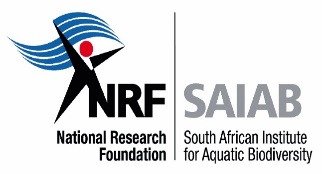 NRF SAIAB
National Research Foundation
South African Institute for Aquatic Biodiversity